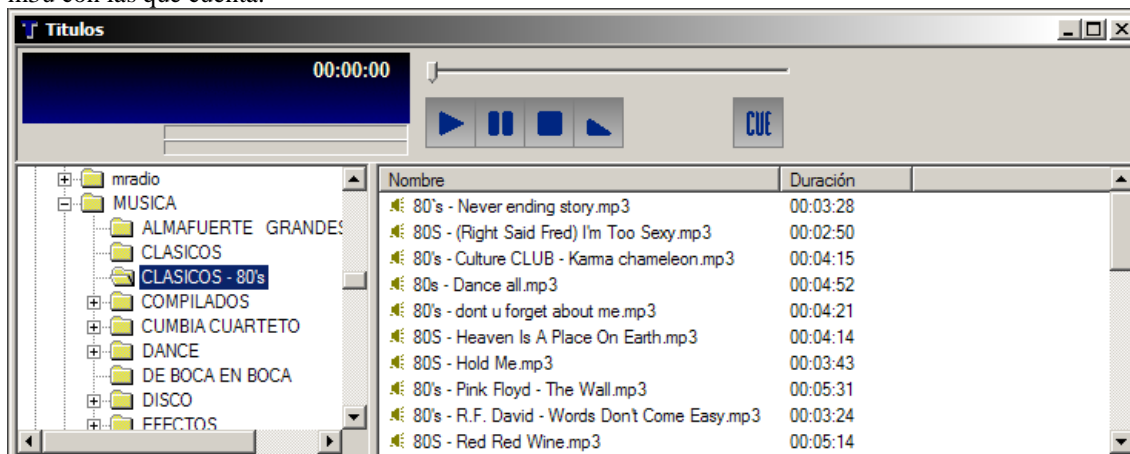 m3u con las que cuenta.
Titulos
00:00:00
CUE
mradio
MUSICA
ALMAFUERTE GRANDES
CLASICOS
CLASICOS - 80's
COMPILADOS
CUMBIA CUARTETO
DANCE
DE BOCA EN BOCA
DISCO
EFECTOS
Nombre Duración
80`s - Never ending story.mp3 00:03:28
80S - (Right Said Fred) I'm Too Sexy.mp3 00:02:50
80's - Culture CLUB - Karma chameleon.mp3 00:04:15
80s - Dance all.mp3 00:04:52
80's - dont u forget about me.mp3 00:04:21
80S - Heaven Is A Place On Earth.mp3 00:04:14
80S - Hold Me.mp3 00:03:43
80's - Pink Floyd - The Wall.mp3 00:05:31
80's - R.F. David - Words Don't Come Easy.mp3 00:03:24
80S - Red Red Wine.mp3 00:05:14